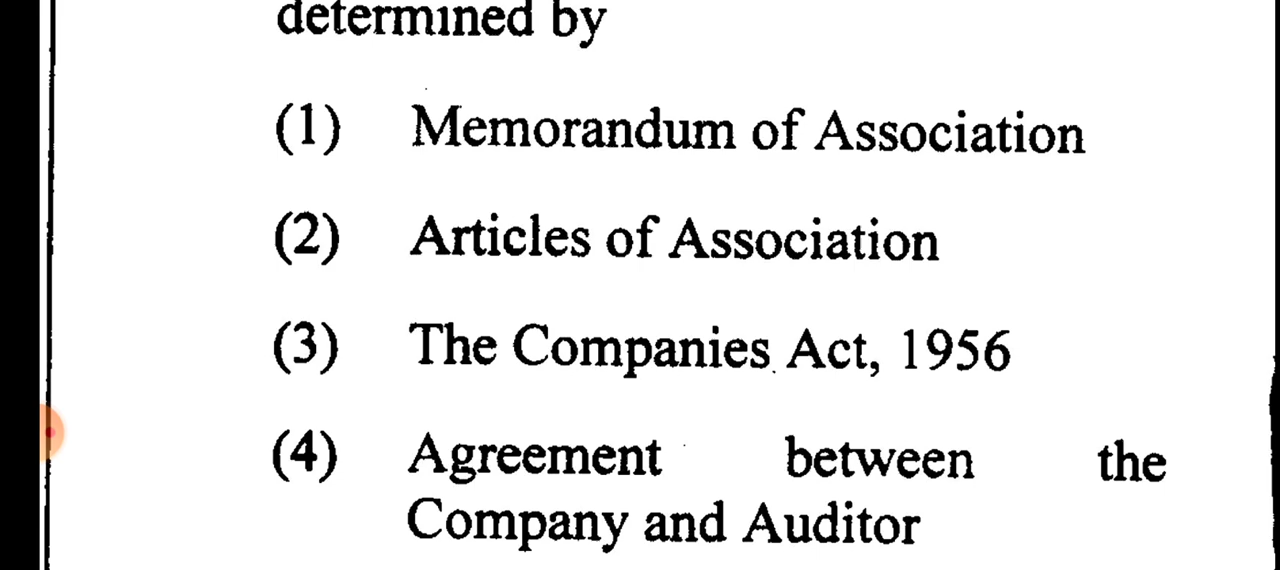 determined by
(1) Memorandum of Association
(2) Articles of Association
(3) The Companies Act, 1956
(4) Agreement between the
Company and Auditor